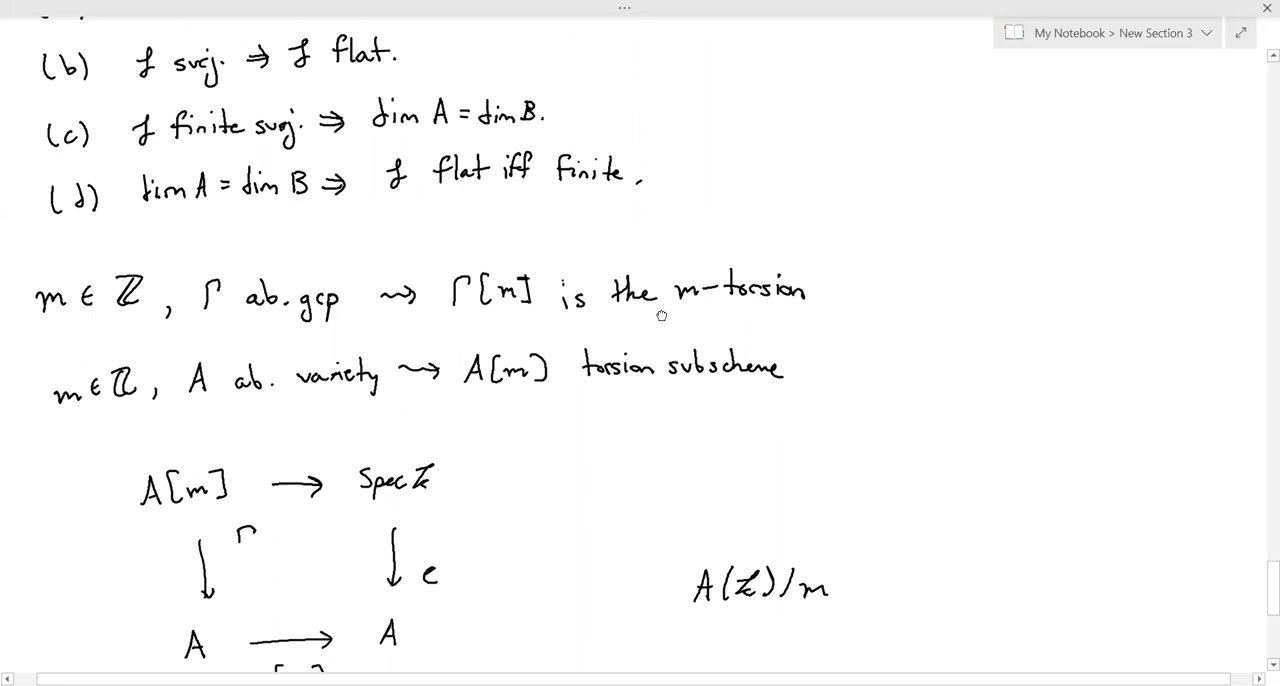 My Notebook > New Section 3
(b) f surj. ⇒ f flat.
(c) f finite surj. ⇒ dim A = dim B.
(d) dim A = dim B ⇒ f flat iff finite.
m ∈ ℤ, Γ ab. grp ⇝ Γ[m] is the m-torsion
m ∈ ℤ, A ab. variety ⇝ A[m] torsion subscheme
A[m] → Spec k
↓ ┌ ↓ e
A(k)/m
A → A